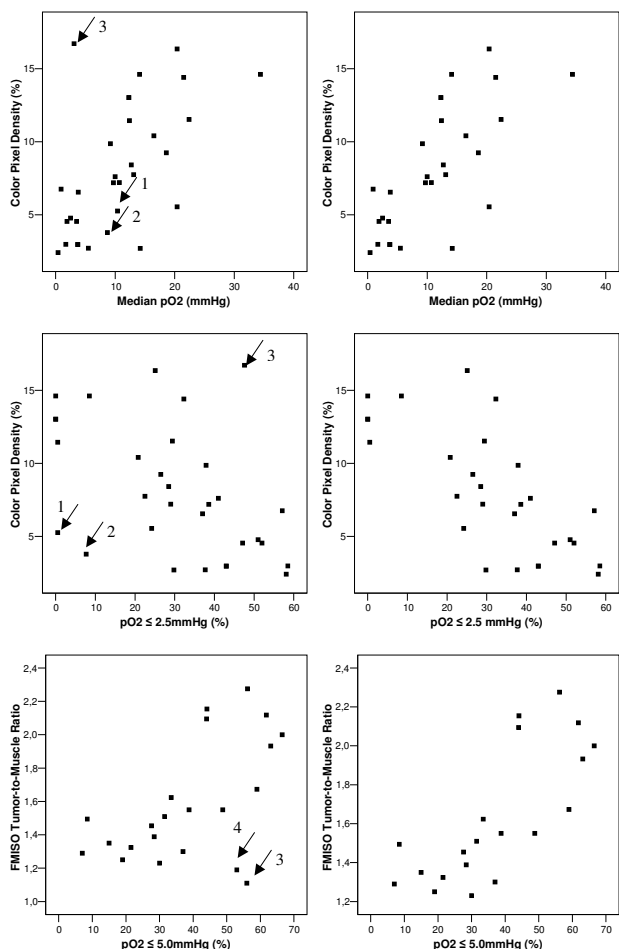 3
Color Pixel Density (%)
15
10
5
1
2
0 10 20 30 40
Median pO2 (mmHg)
Color Pixel Density (%)
15
10
5
0 10 20 30 40
Median pO2 (mmHg)
3
Color Pixel Density (%)
15
10
5
1
2
0 10 20 30 40 50 60
pO2 ≤ 2.5mmHg (%)
Color Pixel Density (%)
15
10
5
0 10 20 30 40 50 60
pO2 ≤ 2.5 mmHg (%)
FMISO Tumor-to-Muscle Ratio
2,4
2,2
2,0
1,8
1,6
1,4
1,2
1,0
4
3
0 10 20 30 40 50 60 70
pO2 ≤ 5.0mmHg (%)
FMISO Tumor-to-Muscle Ratio
2,4
2,2
2,0
1,8
1,6
1,4
1,2
0 10 20 30 40 50 60 70
pO2 ≤ 5.0mmHg (%)